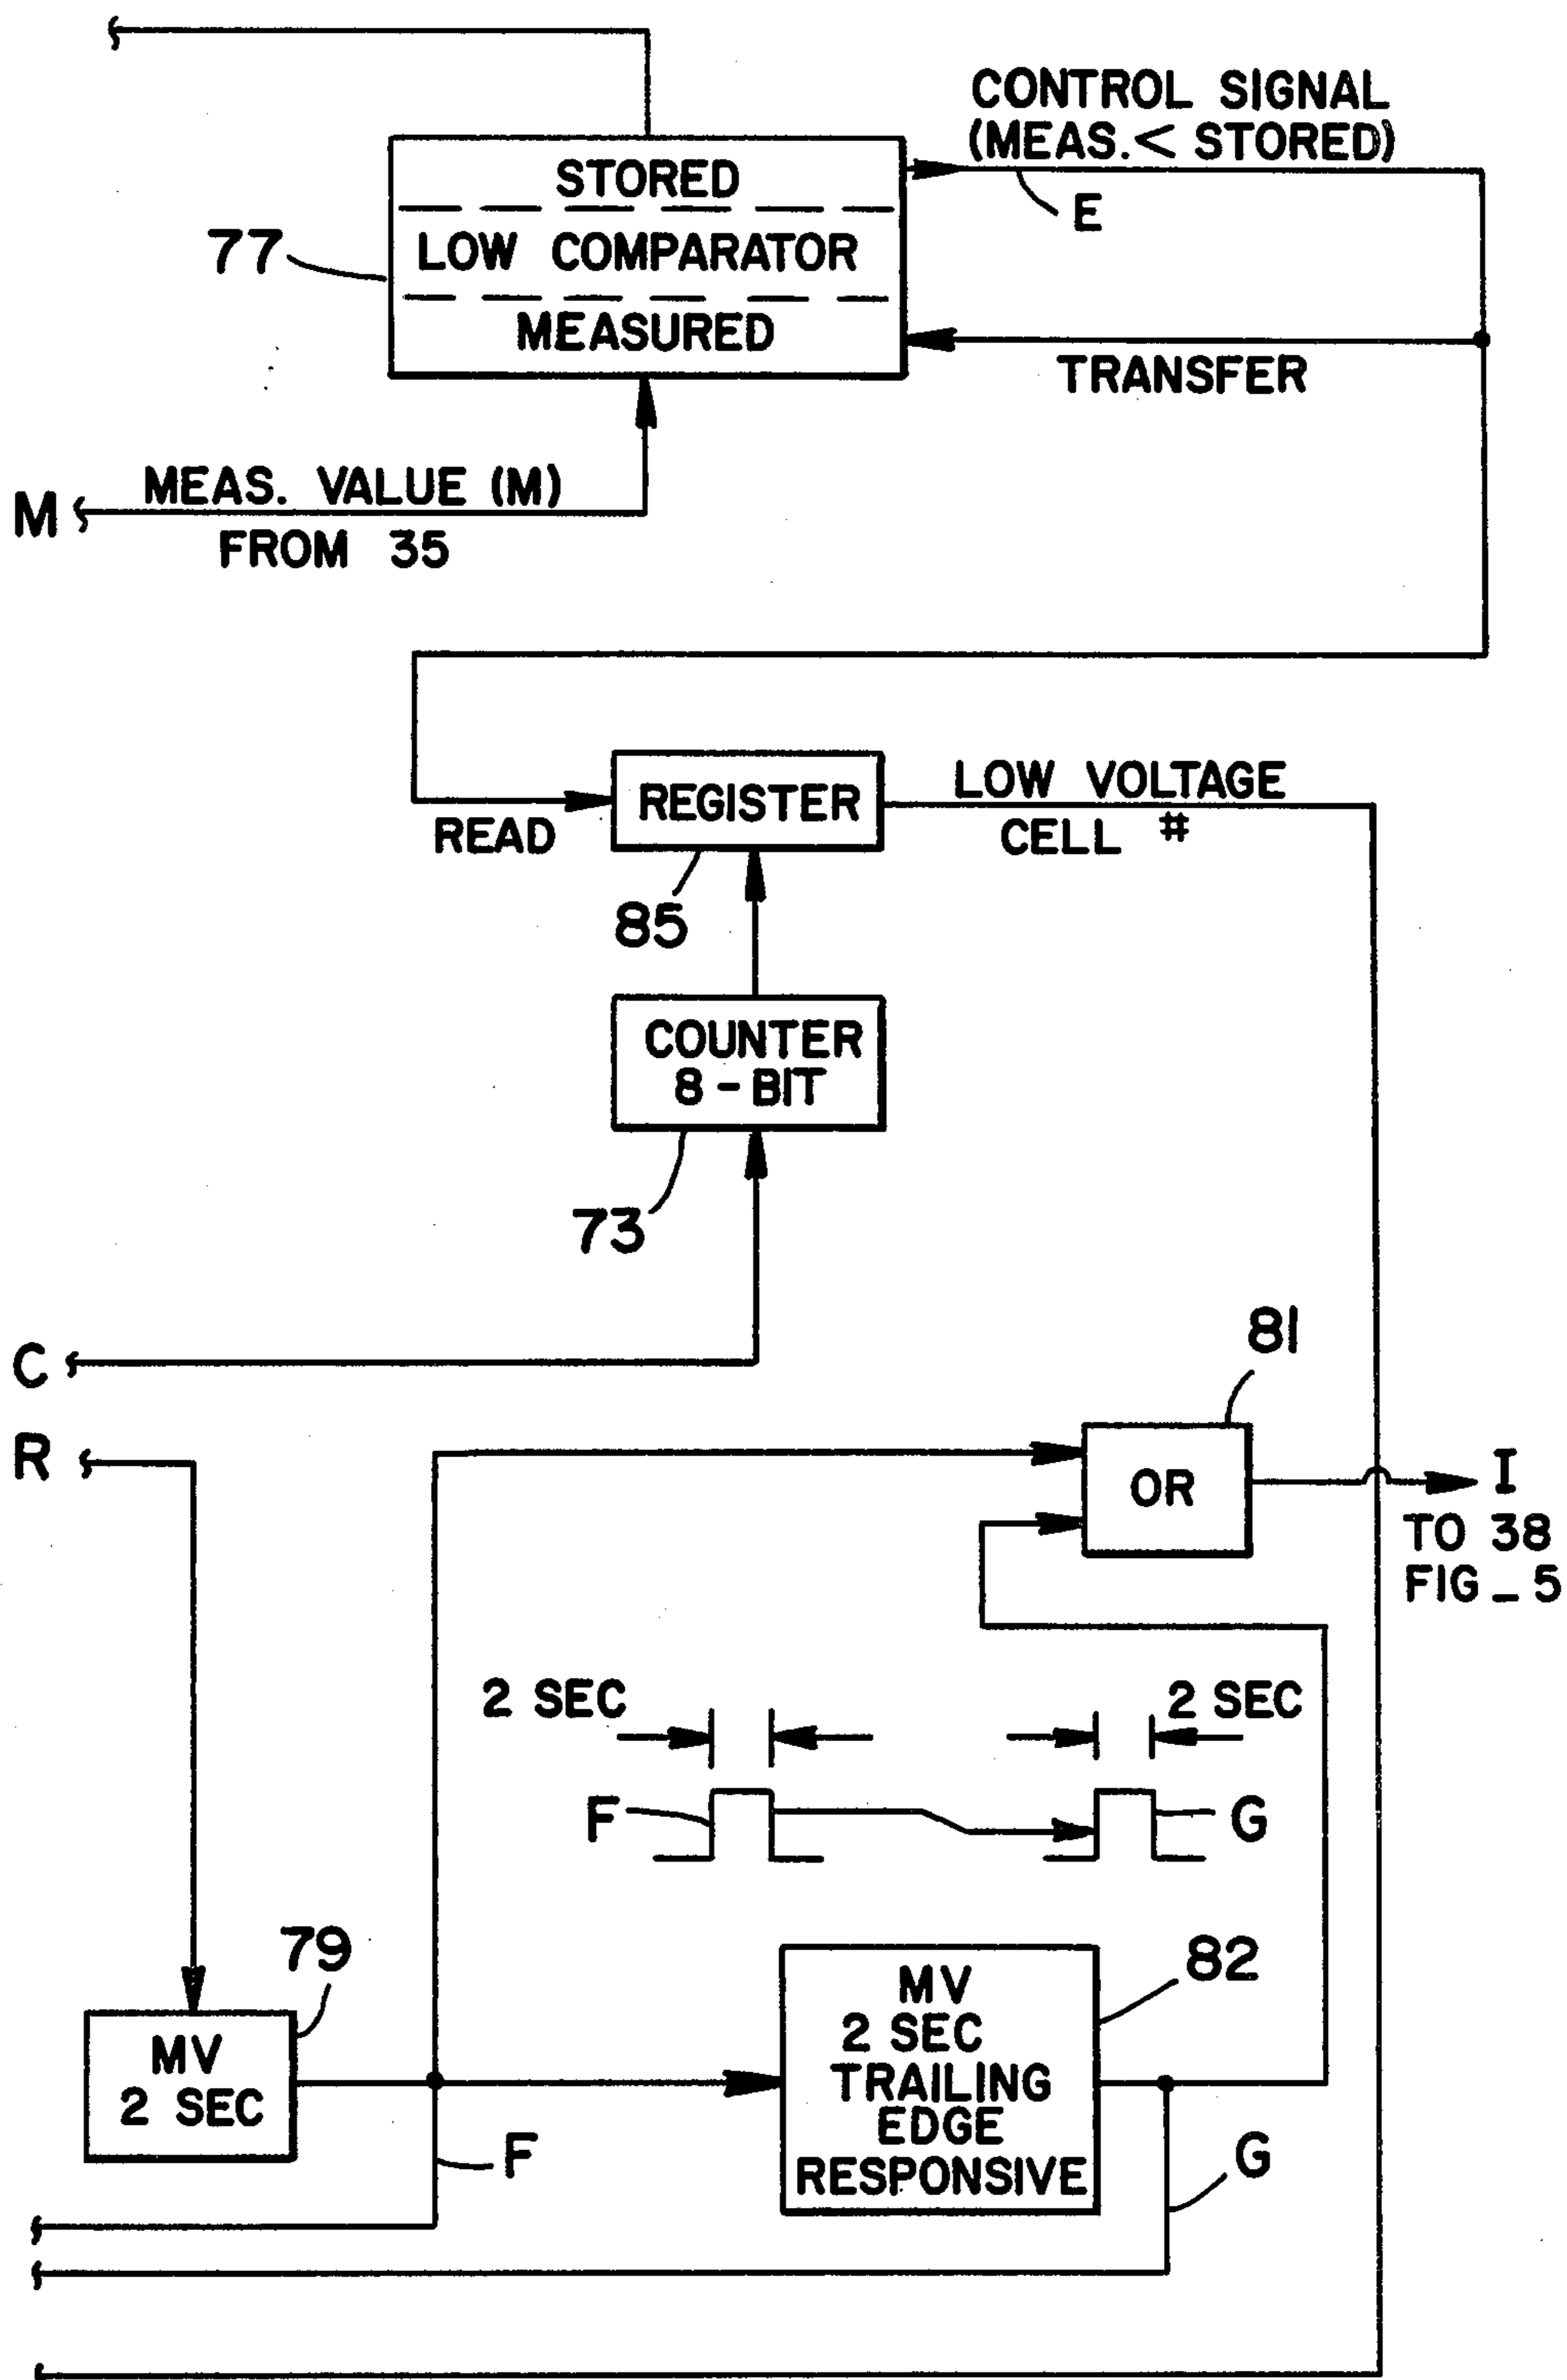 CONTROL SIGNAL
(MEAS.< STORED)
STORED
E
77
LOW COMPARATOR
MEASURED
TRANSFER
M
MEAS. VALUE (M)
FROM 35
REGISTER
LOW VOLTAGE
CELL #
READ
85
COUNTER
8-BIT
73
C
81
R
OR
I
TO 38
FIG_5
2 SEC
2 SEC
F
G
79
82
MV
2 SEC
MV
2 SEC
TRAILING
EDGE
RESPONSIVE
F
G